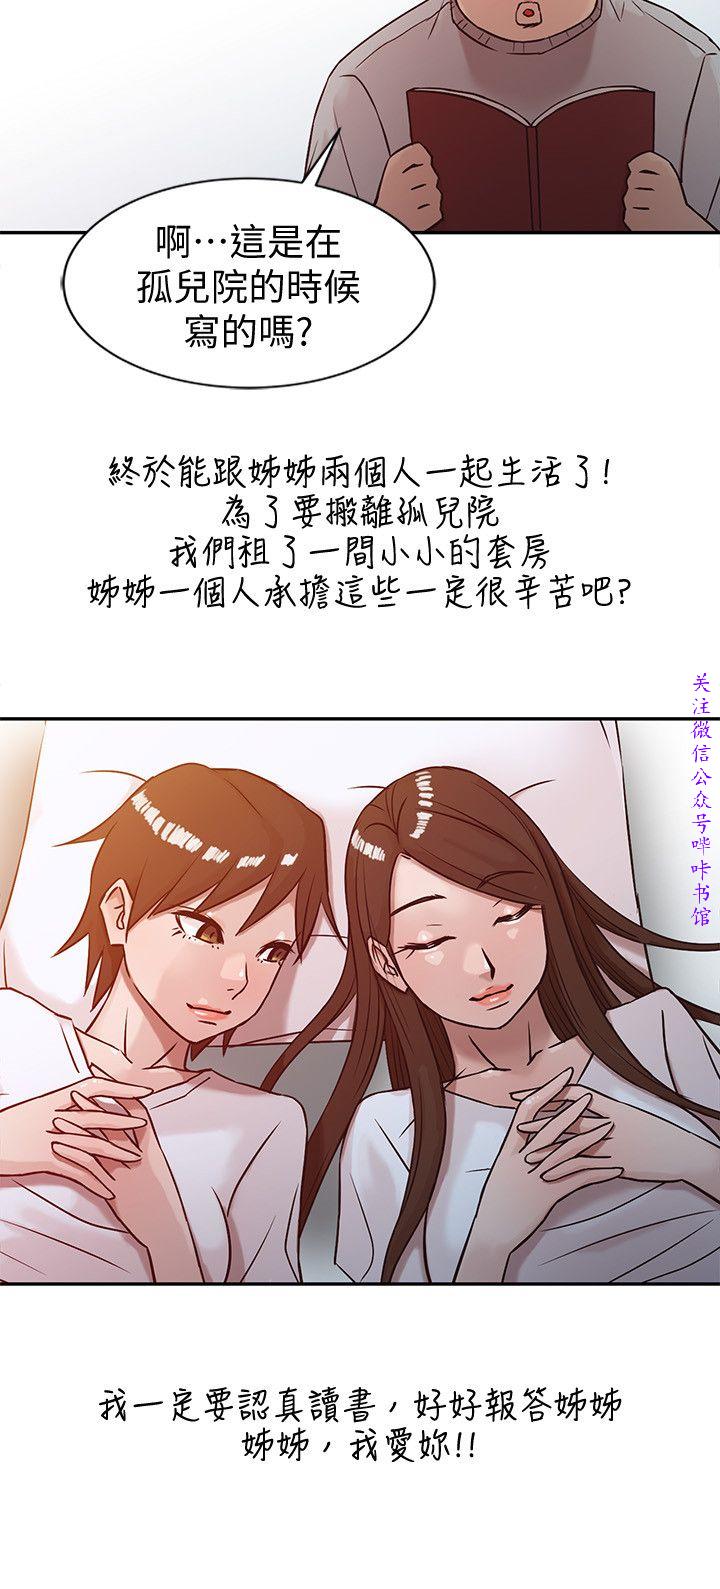 啊⋯這是在
孤兒院的時候
寫的嗎?
終於能跟姊姊兩個人一起生活了!
為了要搬離孤兒院
我們租了一間小小的套房
姊姊一個人承擔這些一定很辛苦吧?
关注微信公众号哔咔书馆
我一定要認真讀書，好好報答姊姊
姊姊，我愛妳!!